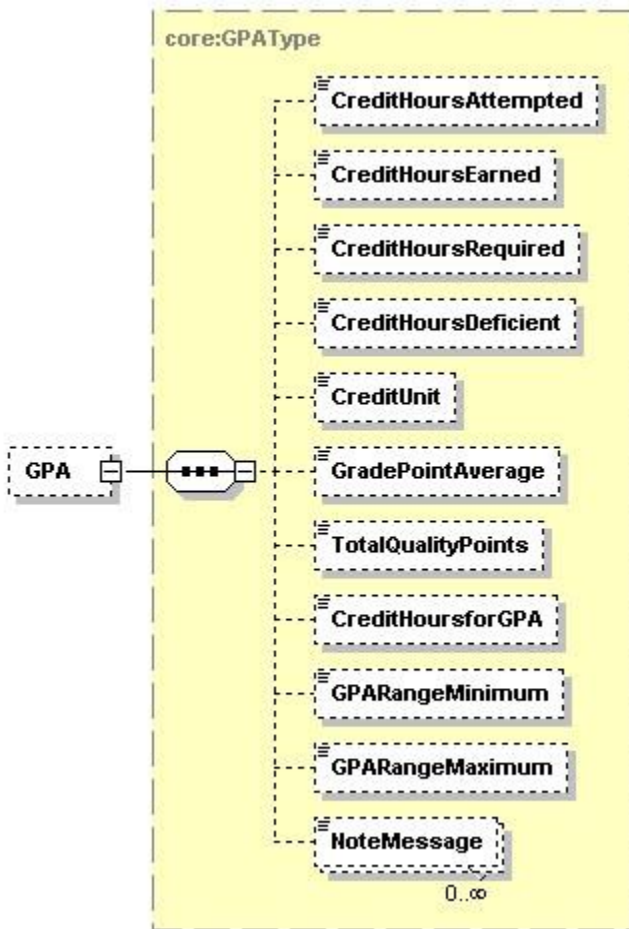 core:GPAType
CreditHoursAttempted
CreditHoursEarned
CreditHoursRequired
CreditHoursDeficient
CreditUnit
GPA
GradePointAverage
TotalQualityPoints
CreditHoursforGPA
GPARangeMinimum
GPARangeMaximum
NoteMessage
0..∞